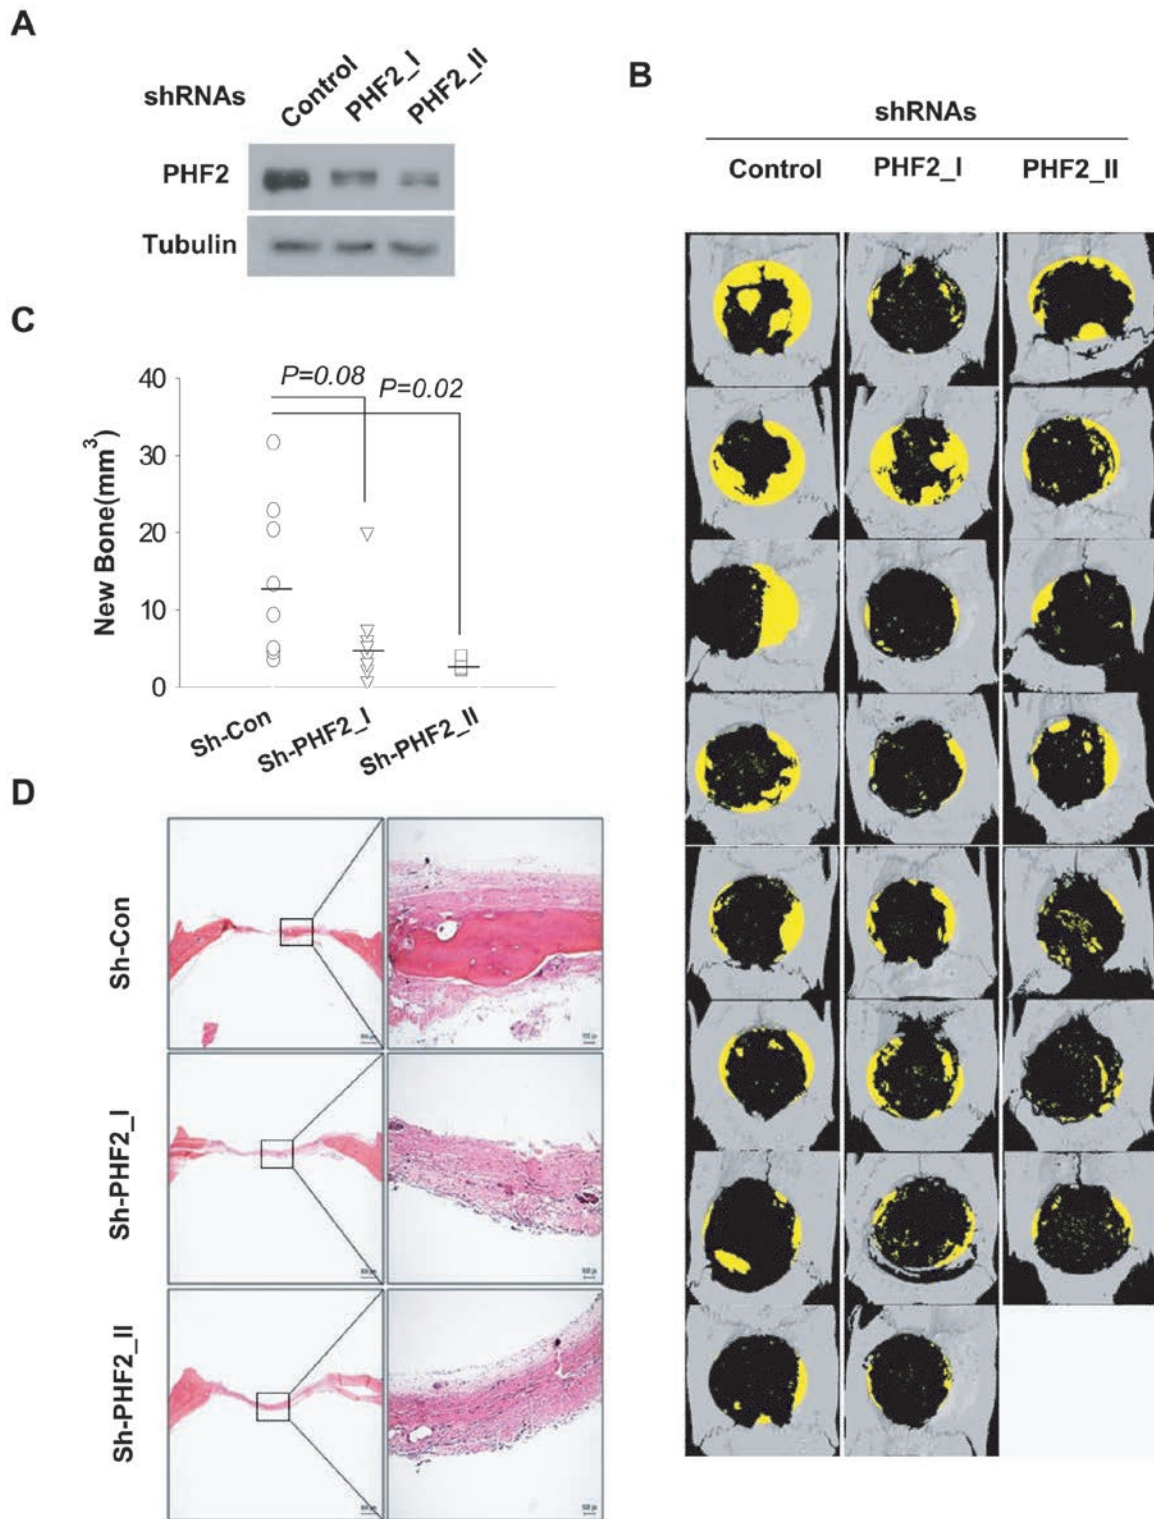 A
shRNAs
Control
PHF2_I
PHF2_II
PHF2
Tubulin
B
shRNAs
Control PHF2_I PHF2_II
C
New Bone(mm3)
40
30
20
10
0
P=0.08
P=0.02
Sh-Con
Sh-PHF2_I
Sh-PHF2_II
D
Sh-Con
Sh-PHF2_I
Sh-PHF2_II